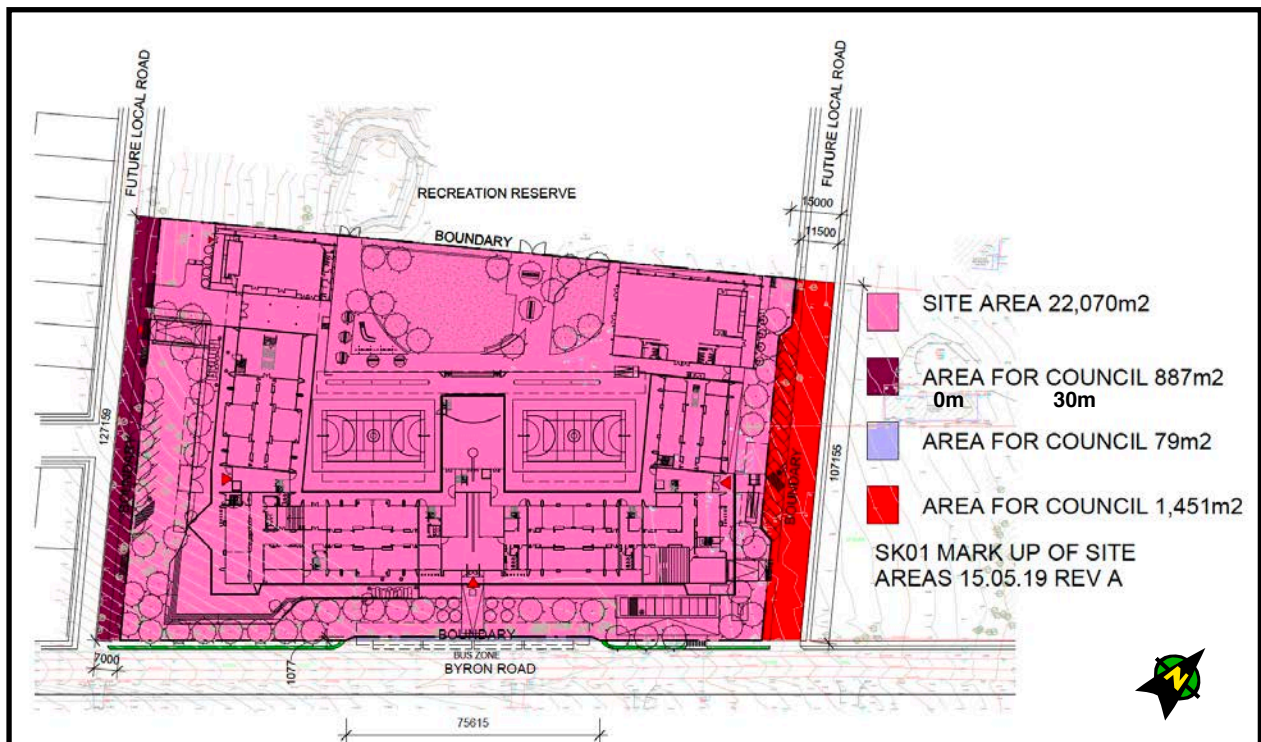 FUTURE LOCAL ROAD
FUTURE LOCAL ROAD
RECREATION RESERVE
15000
11500
BOUNDARY
SITE AREA 22,070m2
AREA FOR COUNCIL 887m2
0m 30m
AREA FOR COUNCIL 79m2
AREA FOR COUNCIL 1,451m2
SK01 MARK UP OF SITE
AREAS 15.05.19 REV A
127159
BOUNDARY
107155
BOUNDARY
BOUNDARY
BUS ZONE
BYRON ROAD
7000
1077
75615
N